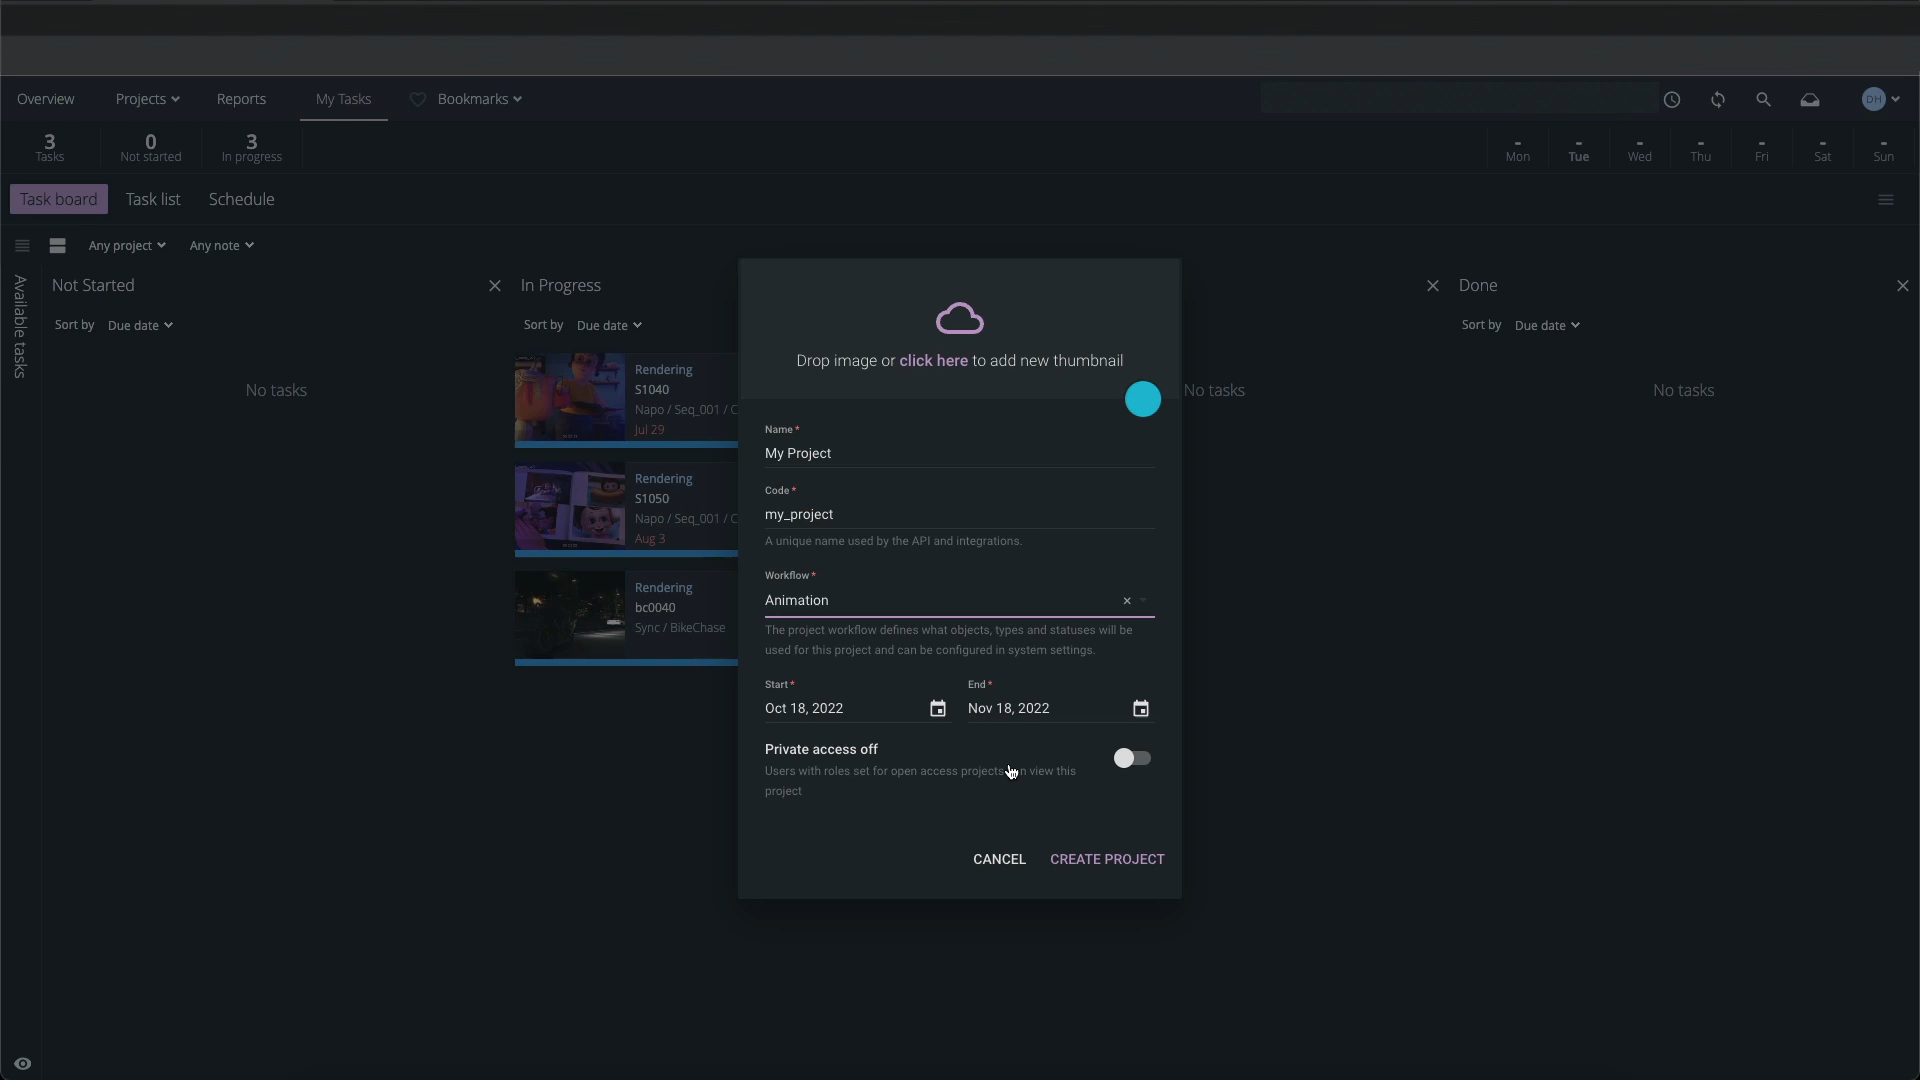 Overview Projects Reports My Tasks Bookmarks DH
3 0 3 - - - - - - -
Tasks Not started In progress Mon Tue Wed Thu Fri Sat Sun
Task board Task list Schedule
Any project Any note
Available tasks
Not Started In Progress Done
Sort by Due date Sort by Due date Sort by Due date
No tasks No tasks No tasks
Rendering
S1040
Napo / Seq_001 / C
Jul 29
Rendering
S1050
Napo / Seq_001 / C
Aug 3
Rendering
bc0040
Sync / BikeChase
Drop image or click here to add new thumbnail
Name *
My Project
Code *
my_project
A unique name used by the API and integrations.
Workflow *
Animation
The project workflow defines what objects, types and statuses will be
used for this project and can be configured in system settings.
Start * End *
Oct 18, 2022 Nov 18, 2022
Private access off
Users with roles set for open access projects view this
project
CANCEL CREATE PROJECT